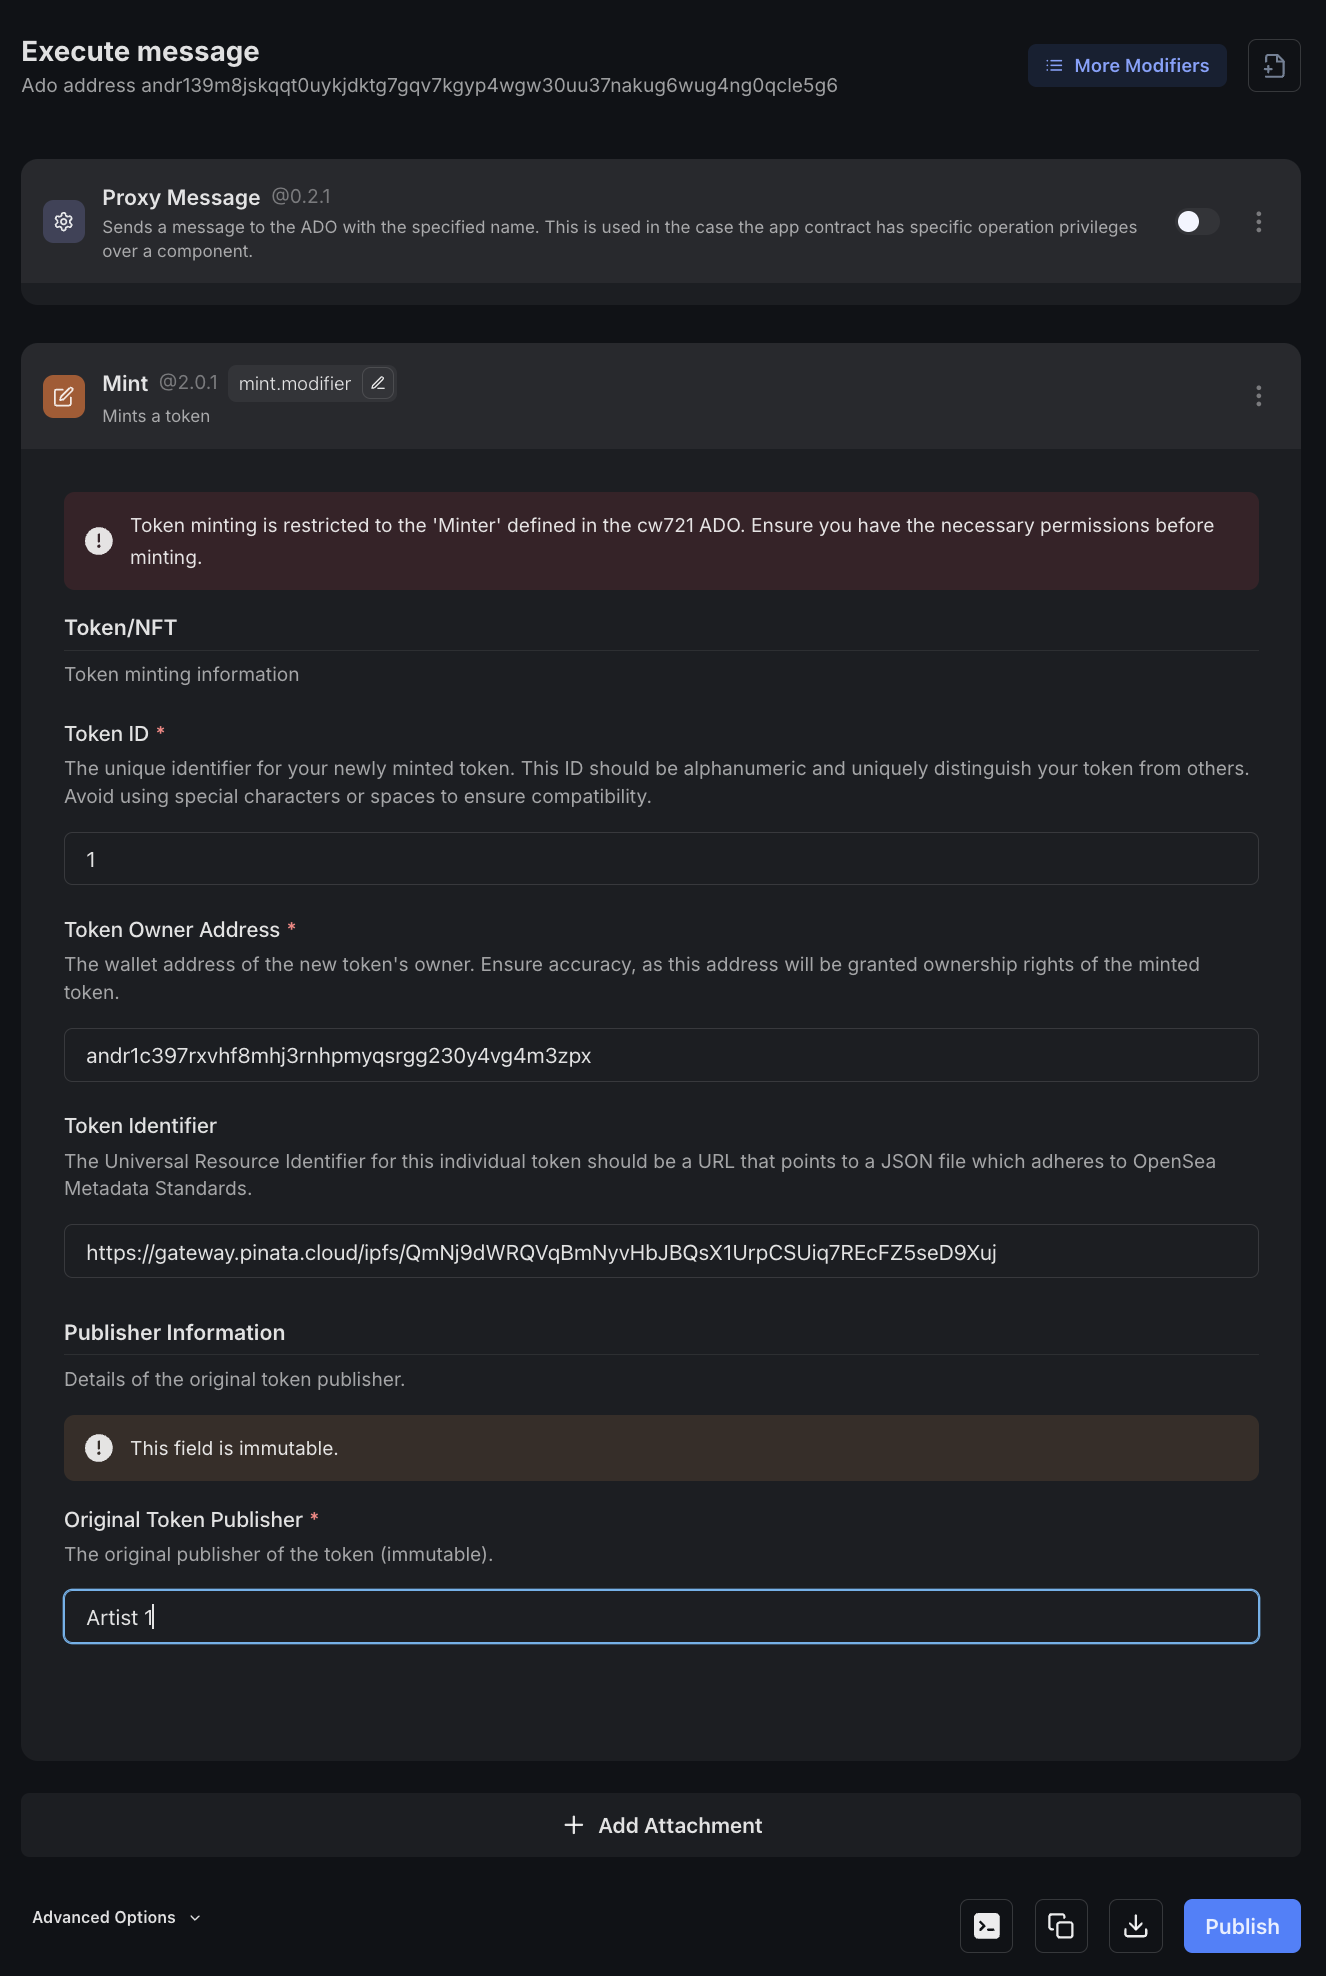 Execute message
Ado address andr139m8jskqqt0uykjdktg7gqv7kgyp4wgw30uu37nakug6wug4ng0qcle5g6
More Modifiers
Proxy Message @0.2.1
Sends a message to the ADO with the specified name. This is used in the case the app contract has specific operation privileges
over a component.
Mint @2.0.1 mint.modifier
Mints a token
Token minting is restricted to the 'Minter' defined in the cw721 ADO. Ensure you have the necessary permissions before
minting.
Token/NFT
Token minting information
Token ID *
The unique identifier for your newly minted token. This ID should be alphanumeric and uniquely distinguish your token from others.
Avoid using special characters or spaces to ensure compatibility.
1
Token Owner Address *
The wallet address of the new token's owner. Ensure accuracy, as this address will be granted ownership rights of the minted
token.
andr1c397rxvhf8mhj3rnhpmyqsrgg230y4vg4m3zpx
Token Identifier
The Universal Resource Identifier for this individual token should be a URL that points to a JSON file which adheres to OpenSea
Metadata Standards.
https://gateway.pinata.cloud/ipfs/QmNj9dWRQVqBmNyvHbJBQsX1UrpCSUiq7REcFZ5seD9Xuj
Publisher Information
Details of the original token publisher.
This field is immutable.
Original Token Publisher *
The original publisher of the token (immutable).
Artist 1
Add Attachment
Advanced Options
Publish